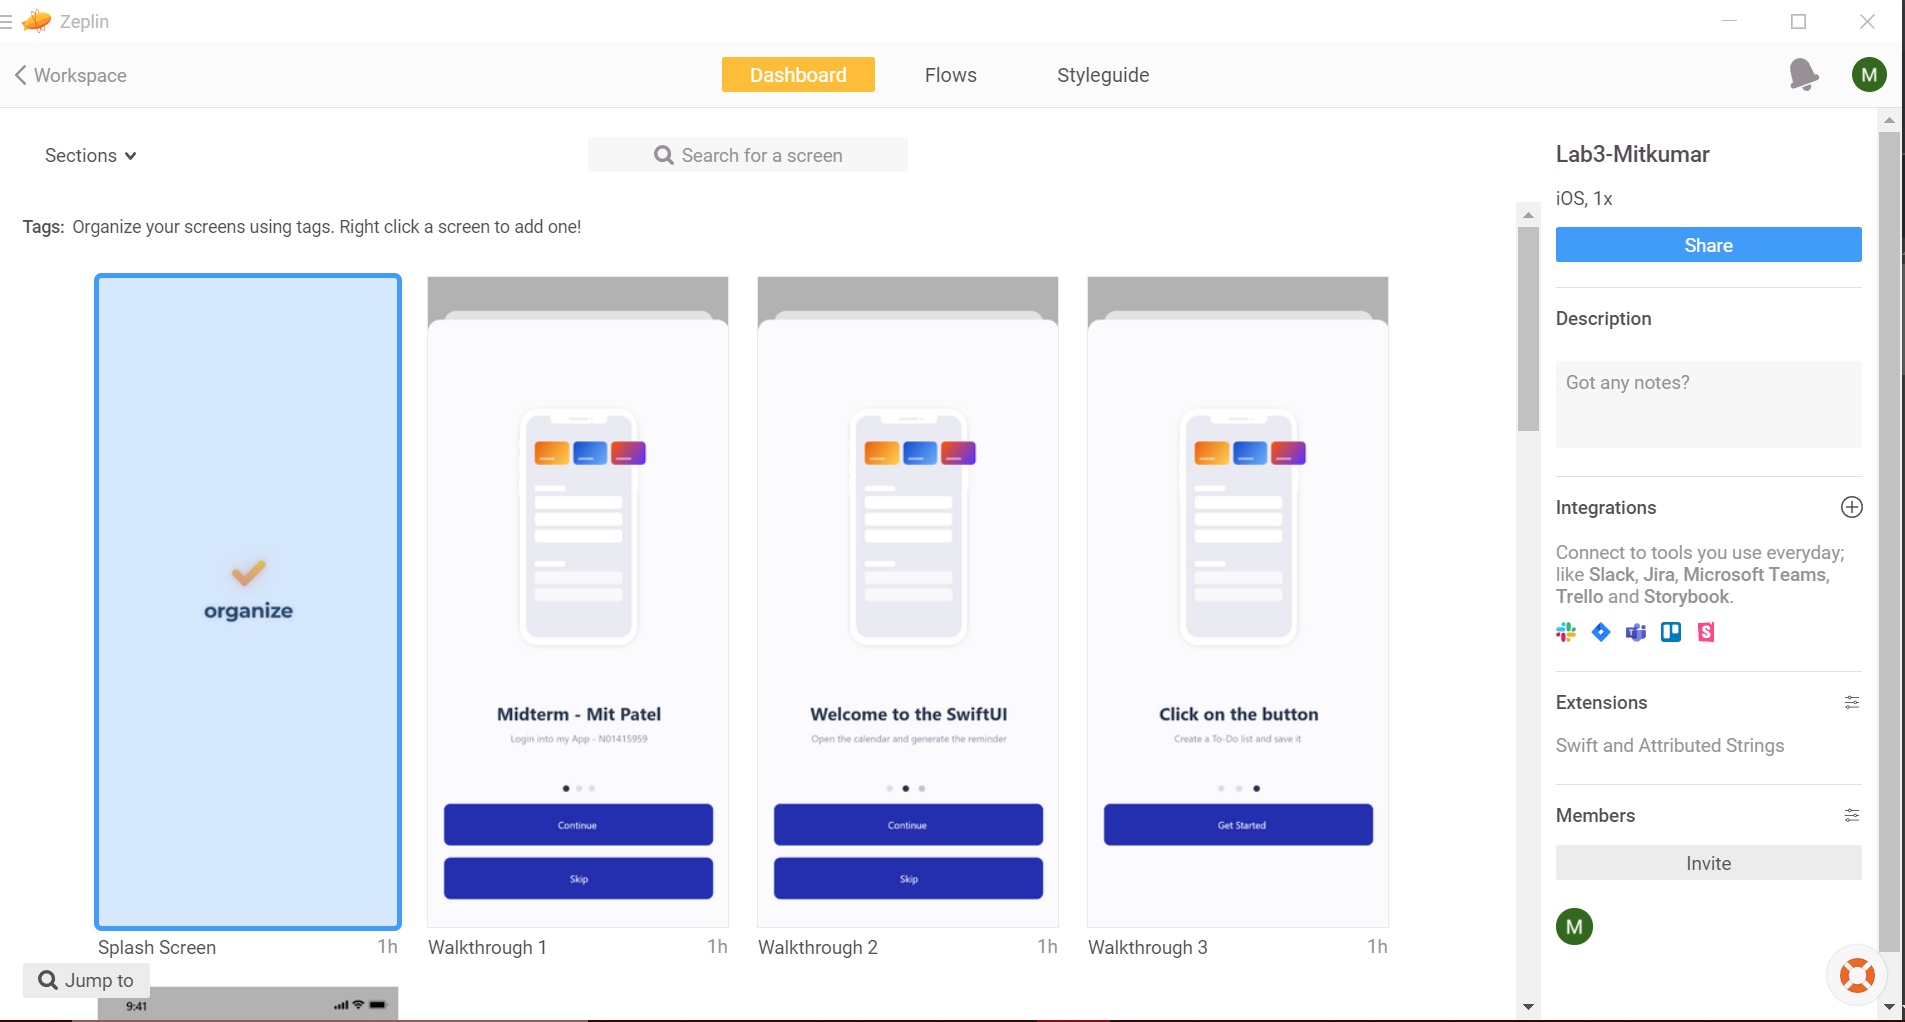 Zeplin
Workspace
Dashboard
Flows
Styleguide
M
Sections
Search for a screen
Tags: Organize your screens using tags. Right click a screen to add one!
organize
Splash Screen 1h
Midterm - Mit Patel
Login into my App - N01415959
Continue
Skip
Walkthrough 1 1h
Welcome to the SwiftUI
Open the calendar and generate the reminder
Continue
Skip
Walkthrough 2 1h
Click on the button
Create a To-Do list and save it
Get Started
Walkthrough 3 1h
Jump to
9:41
Lab3-Mitkumar
iOS, 1x
Share
Description
Got any notes?
Integrations
Connect to tools you use everyday;
like Slack, Jira, Microsoft Teams,
Trello and Storybook.
Extensions
Swift and Attributed Strings
Members
Invite
M